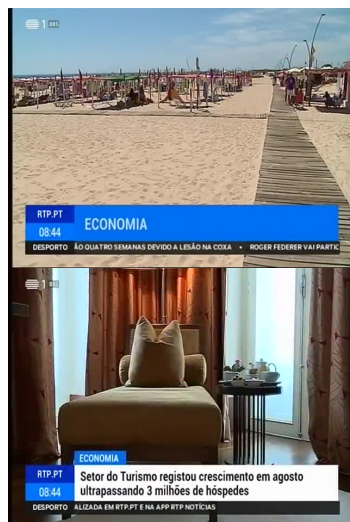 1
RTP.PT
ECONOMIA
08:44
DESPORTO ÃO QUATRO SEMANAS DEVIDO A LESÃO NA COXA • ROGER FEDERER VAI PARTIC
1
ECONOMIA
RTP.PT
Setor do Turismo registou crescimento em agosto
08:44
ultrapassando 3 milhões de hóspedes
DESPORTO ALIZADA EM RTP.PT E NA APP RTP NOTÍCIAS